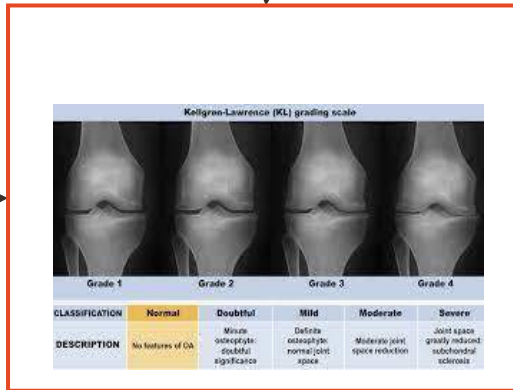 Kellgren-Lawrence (KL) grading scale
Grade 1 Grade 2 Grade 3 Grade 4
CLASSIFICATION Normal Doubtful Mild Moderate Severe
DESCRIPTION No features of OA Minute osteophyte: doubtful significance Definite osteophyte: normal joint space Moderate joint space reduction Joint space greatly reduced: subchondral sclerosis